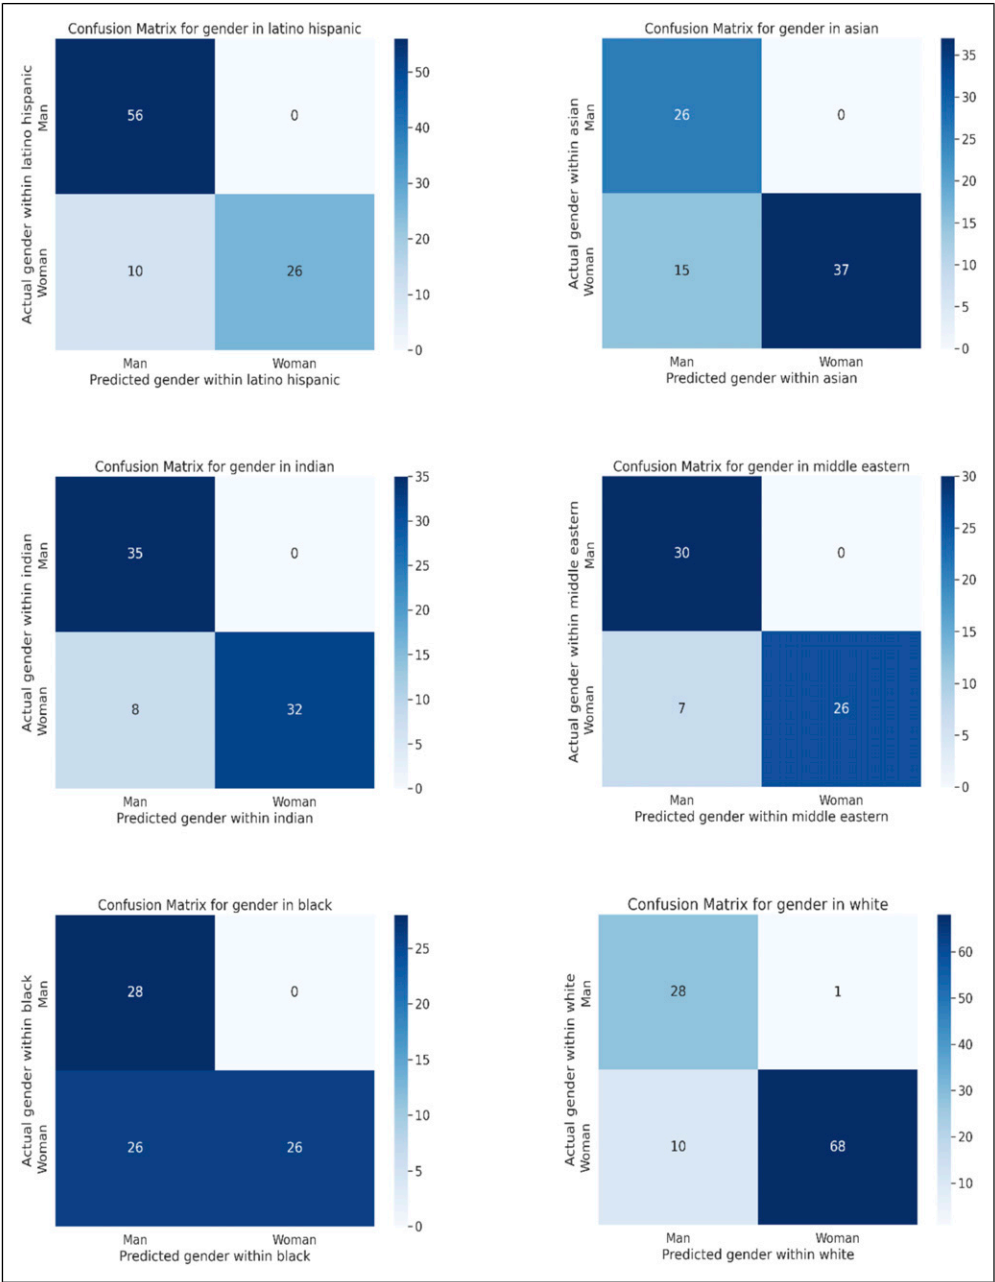 Confusion Matrix for gender in latino hispanic
Actual gender within latino hispanic
Man
Woman
56
0
10
26
50
40
30
20
10
0
Man
Woman
Predicted gender within latino hispanic
Confusion Matrix for gender in asian
Actual gender within asian
Man
Woman
26
0
15
37
35
30
25
20
15
10
5
0
Man
Woman
Predicted gender within asian
Confusion Matrix for gender in indian
Actual gender within indian
Man
Woman
35
0
8
32
35
30
25
20
15
10
5
0
Man
Woman
Predicted gender within indian
Confusion Matrix for gender in middle eastern
Actual gender within middle eastern
Man
Woman
30
0
7
26
30
25
20
15
10
5
0
Man
Woman
Predicted gender within middle eastern
Confusion Matrix for gender in black
Actual gender within black
Man
Woman
28
0
26
26
25
20
15
10
5
0
Man
Woman
Predicted gender within black
Confusion Matrix for gender in white
Actual gender within white
Man
Woman
28
1
10
68
60
50
40
30
20
10
Man
Woman
Predicted gender within white